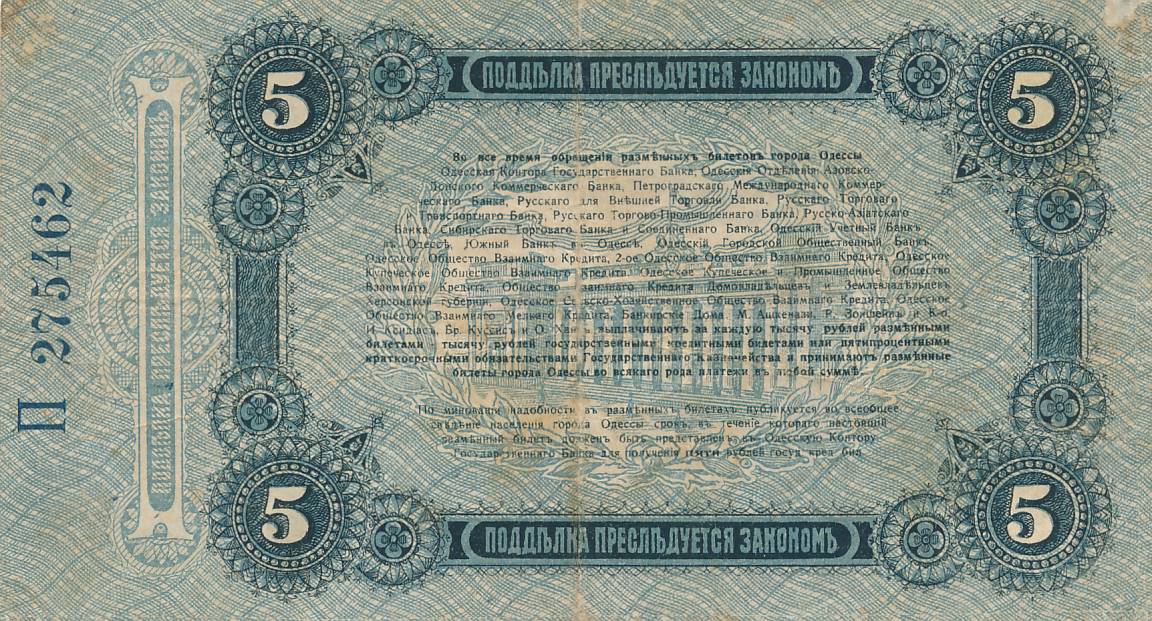 5
ПОДДѢЛКА ПРЕСЛѢДУЕТСЯ ЗАКОНОМЪ
5
Во все время обращенія размѣнныхъ билетовъ города Одессы
Одесская Контора Государственнаго Банка, Одесскія Отдѣленія Азовско-
Донского Коммерческаго Банка, Петроградскаго Международнаго Коммер-
ческаго Банка, Русскаго для Внѣшней Торговли Банка, Русскаго Торговаго
и Транспортнаго Банка, Русскаго Торгово-Промышленнаго Банка, Русско-Азіатскаго
Банка, Сибирскаго Торговаго Банка и Соединеннаго Банка, Одесскій Учетный Банкъ
въ Одессѣ, Южный Банкъ въ Одессѣ, Одесскій Городской Общественный Банкъ,
Одесское Общество Взаимнаго Кредита, 2-ое Одесское Общество Взаимнаго Кредита, Одесское
Купеческое Общество Взаимнаго Кредита, Одесское Купеческое и Промышленное Общество
Взаимнаго Кредита, Общество Взаимнаго Кредита Домовладѣльцевъ и Землевладѣльцевъ
Херсонской губерніи, Одесское Сельско-Хозяйственное Общество Взаимнаго Кредита, Одесское
Общество Взаимнаго Мелкаго Кредита, Банкирскіе Дома: М. Ашкенази, Р. и К-о,
И. Бр. и О. выплачиваютъ за каждую тысячу рублей размѣнными
билетами - тысячу рублей государственными кредитными билетами или пятипроцентными
краткосрочными обязательствами Государственнаго Казначейства и принимаютъ размѣнные
билеты города Одессы во всякаго рода платежи въ любой суммѣ.
По минованіи надобности въ размѣнныхъ билетахъ публикуется во всеобщее
свѣдѣніе населенія города Одессы срокъ, въ теченіе котораго настоящій
размѣнный билетъ долженъ быть представленъ въ Одесскую Контору
Государственнаго Банка для полученія пяти рублей госуд. кред. бил.
5
ПОДДѢЛКА ПРЕСЛѢДУЕТСЯ ЗАКОНОМЪ
5
П 275462